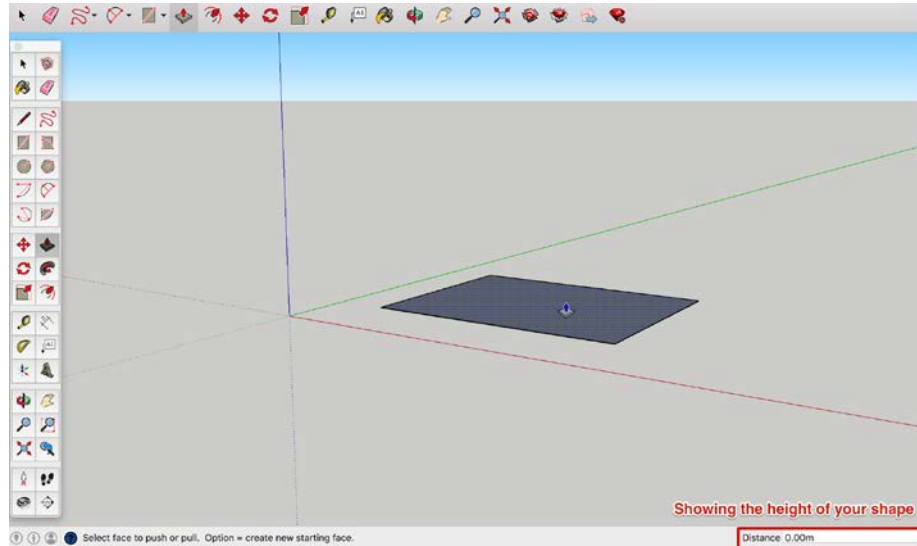 Showing the height of your shape
Select face to push or pull. Option = create new starting face.
Distance 0.00m